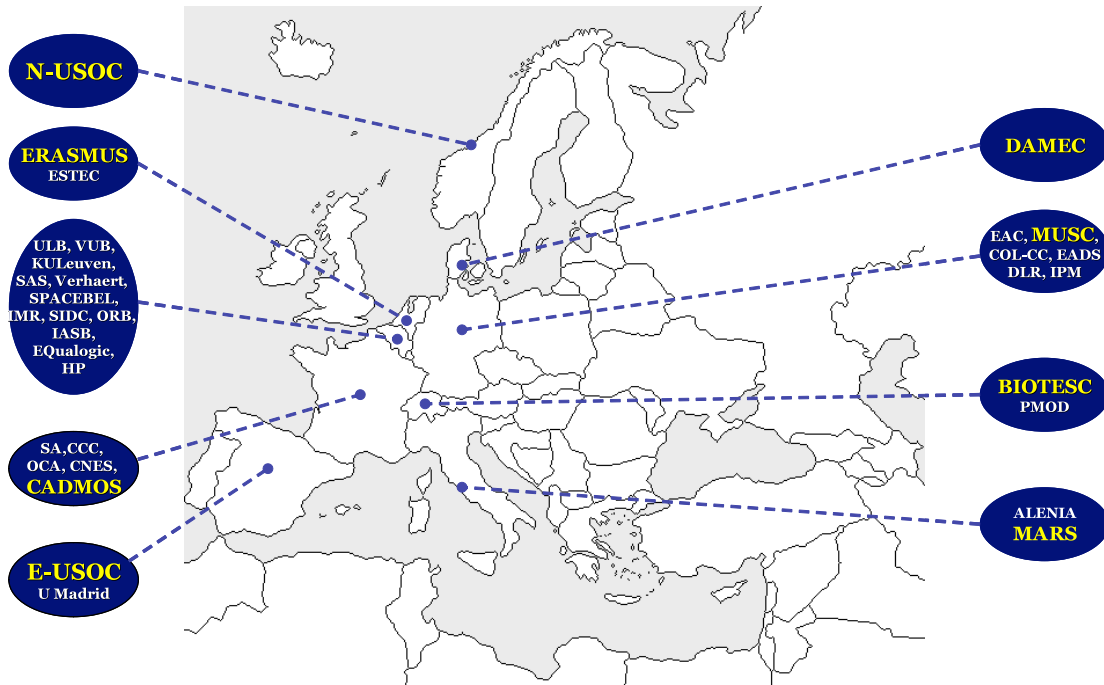 N-USOC
ERASMUS
ESTEC
ULB, VUB,
KULeuven,
SAS, Verhaert,
SPACEBEL,
IMR, SIDC, ORB,
IASB,
EQualogic,
HP
SA,CCC,
OCA, CNES,
CADMOS
E-USOC
U Madrid
DAMEC
EAC, MUSC,
COL-CC, EADS
DLR, IPM
BIOTESC
PMOD
ALENIA
MARS